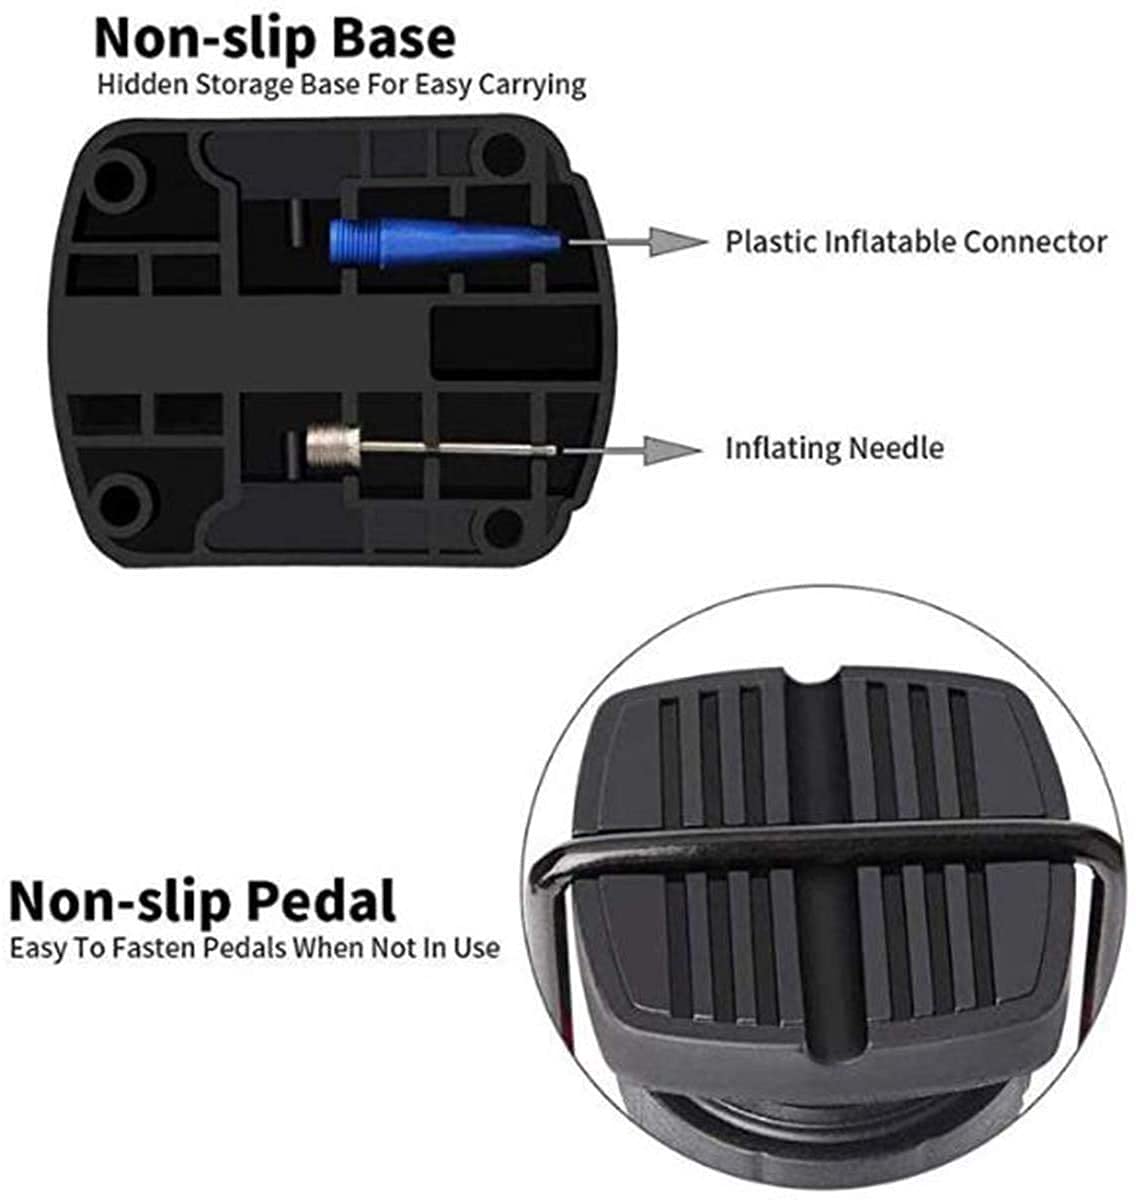 Non-slip Base
Hidden Storage Base For Easy Carrying
Plastic Inflatable Connector
Inflating Needle
Non-slip Pedal
Easy To Fasten Pedals When Not In Use